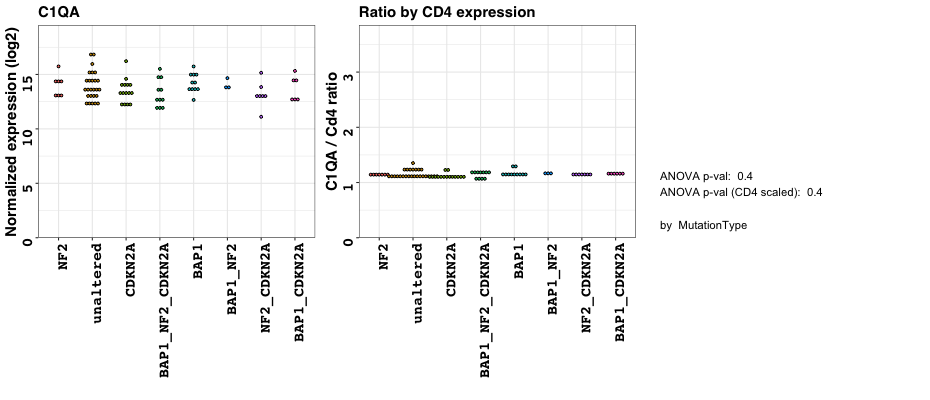 C1QA
Normalized expression (log2)
15
10
5
0
NF2
unaltered
CDKN2A
BAP1_NF2_CDKN2A
BAP1
BAP1_NF2
NF2_CDKN2A
BAP1_CDKN2A
Ratio by CD4 expression
C1QA / Cd4 ratio
3
2
1
0
NF2
unaltered
CDKN2A
BAP1_NF2_CDKN2A
BAP1
BAP1_NF2
NF2_CDKN2A
BAP1_CDKN2A
ANOVA p-val: 0.4
ANOVA p-val (CD4 scaled): 0.4
by MutationType